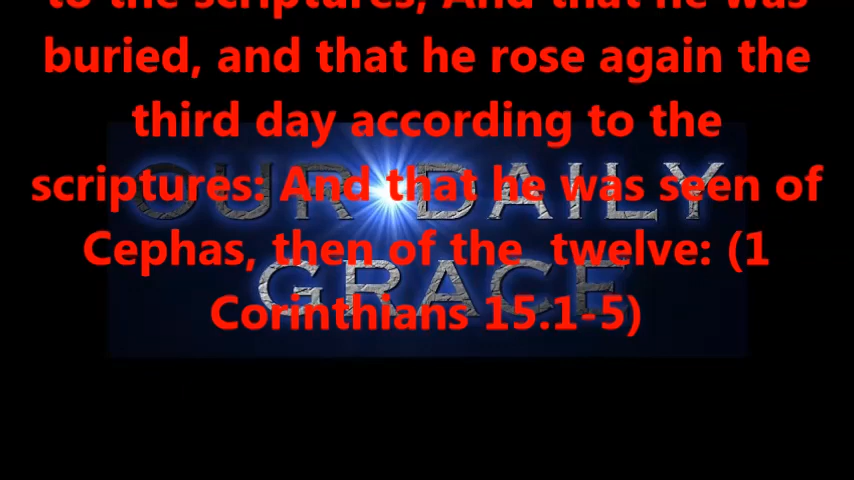 to the scriptures; And that he was
buried, and that he rose again the
third day according to the
scriptures: And that he was seen of
Cephas, then of the twelve: (1
Corinthians 15.1-5)
OUR DAILY
GRACE